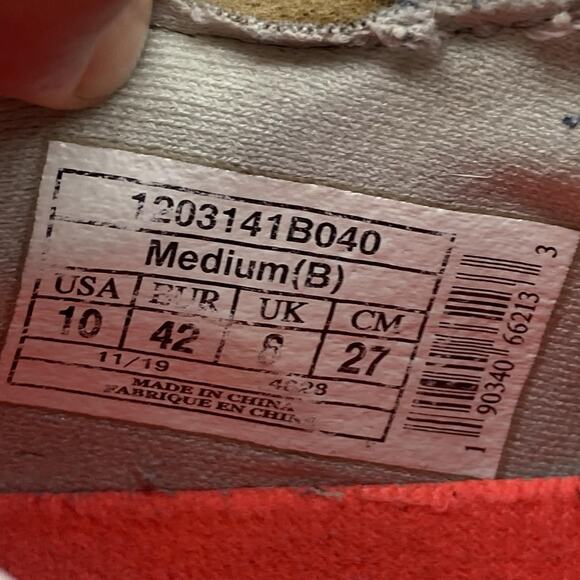 1203141B040
Medium(B)
USA EUR UK CM
10 42 8 27
11/19 4028
MADE IN CHINA
FABRIQUE EN CHINE
1 90340 66213 3